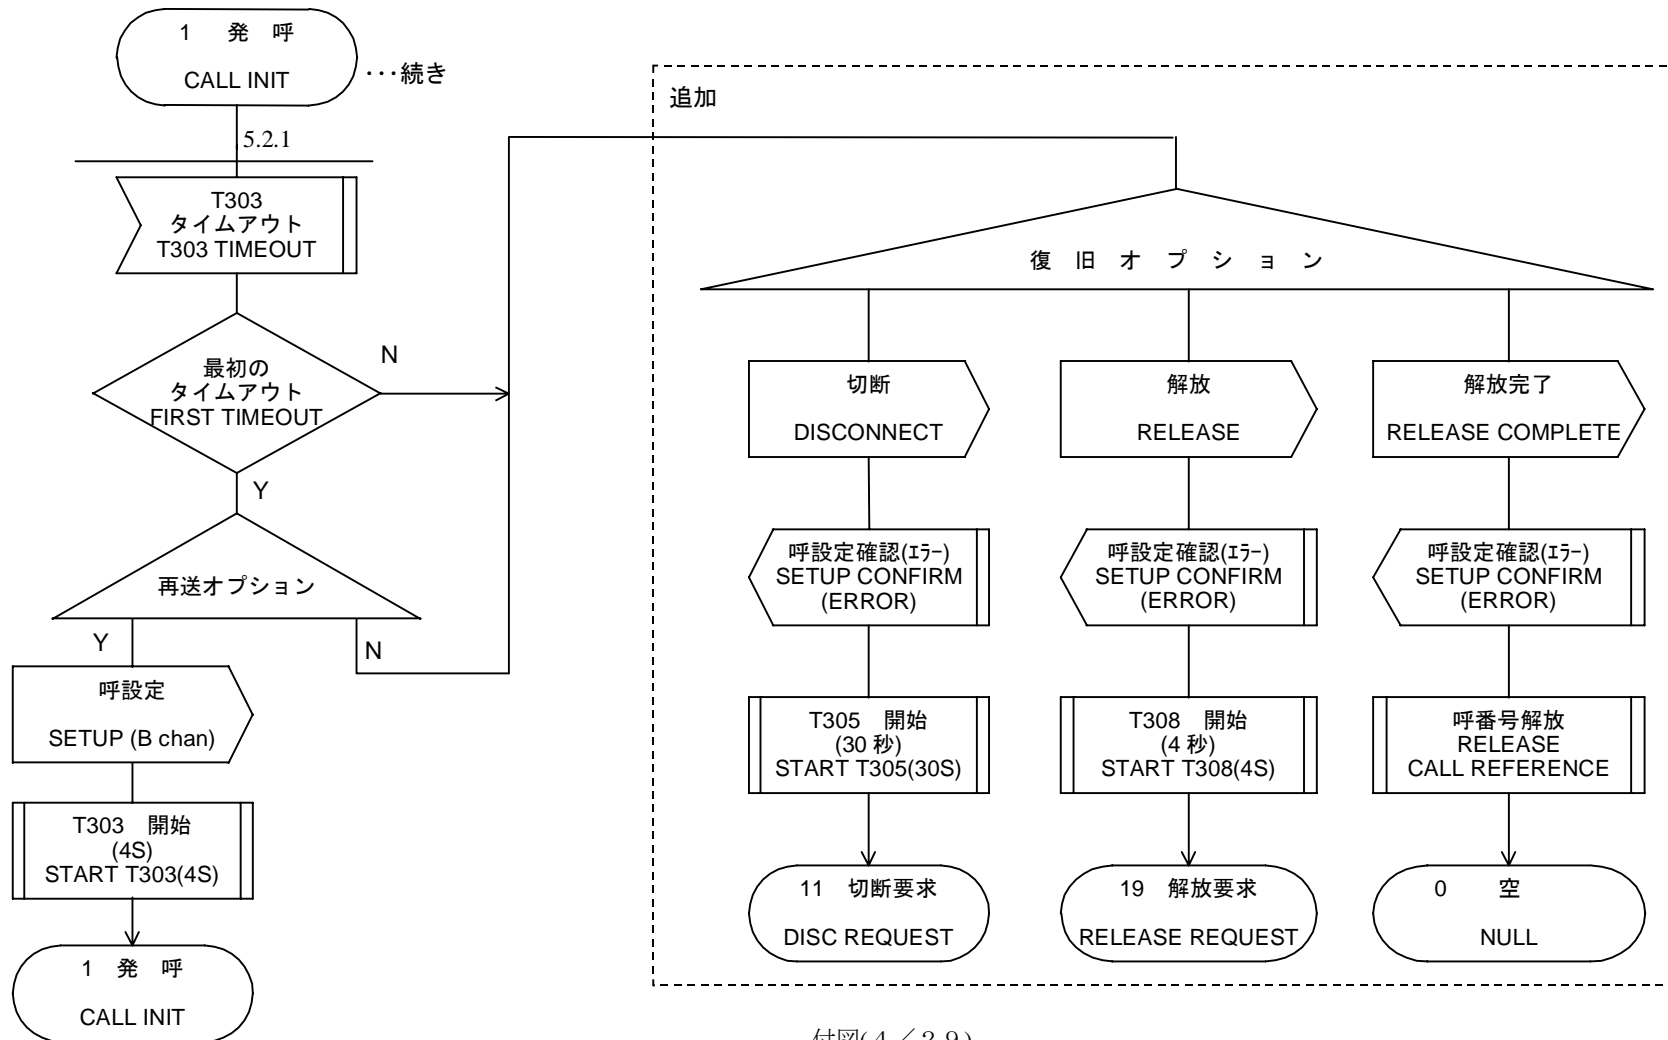 1 発 呼
CALL INIT
･･･続き
5.2.1
T303
タイムアウト
T303 TIMEOUT
最初の
タイムアウト
FIRST TIMEOUT
N
Y
再送オプション
Y
N
呼設定
SETUP (B chan)
T303 開始
(4S)
START T303(4S)
1 発 呼
CALL INIT
追加
復 旧 オ プ シ ョ ン
切断
DISCONNECT
呼設定確認(ｴﾗｰ)
SETUP CONFIRM
(ERROR)
T305 開始
(30 秒)
START T305(30S)
11 切断要求
DISC REQUEST
解放
RELEASE
呼設定確認(ｴﾗｰ)
SETUP CONFIRM
(ERROR)
T308 開始
(4 秒)
START T308(4S)
19 解放要求
RELEASE REQUEST
解放完了
RELEASE COMPLETE
呼設定確認(ｴﾗｰ)
SETUP CONFIRM
(ERROR)
呼番号解放
RELEASE
CALL REFERENCE
0 空
NULL
付図(４／３９)